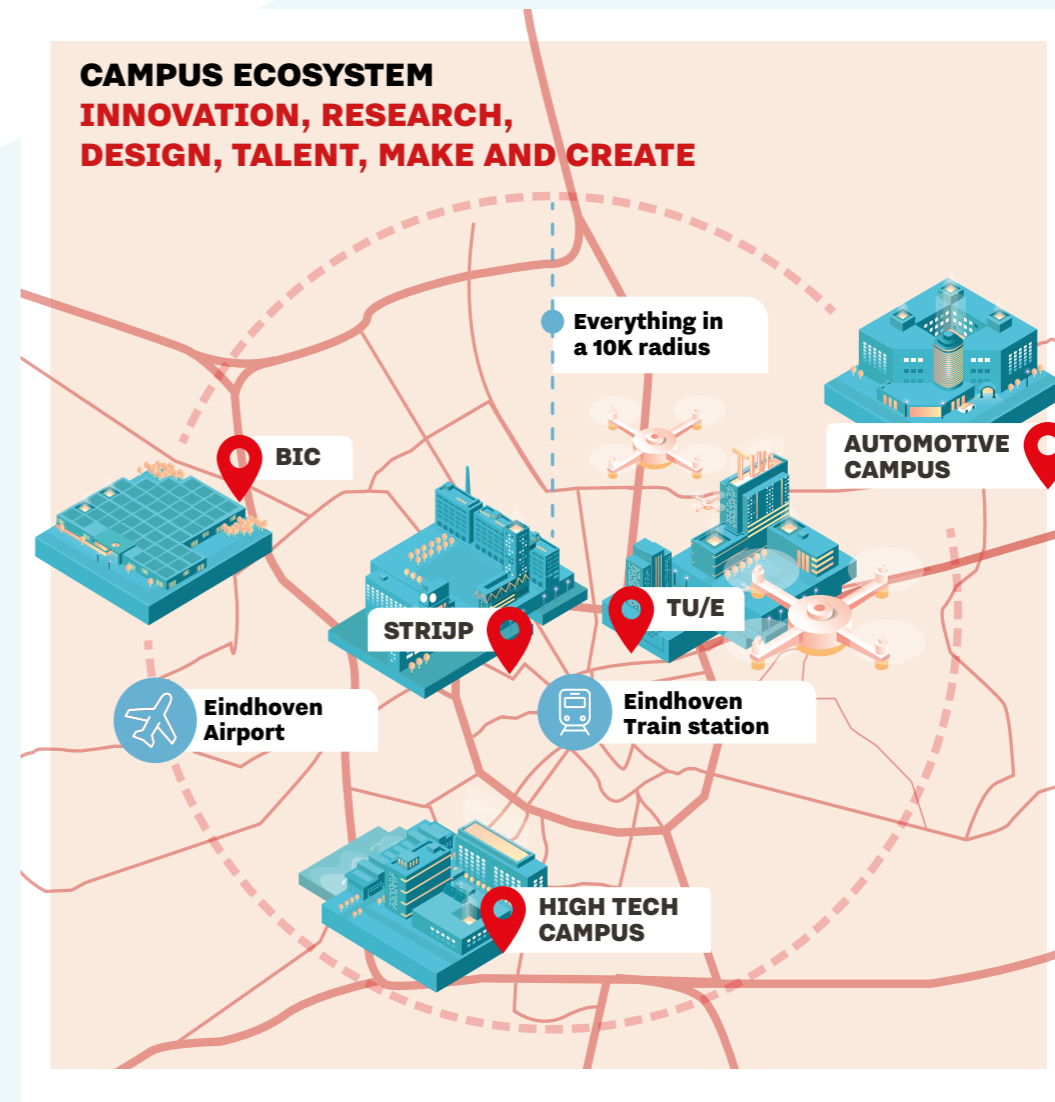 CAMPUS ECOSYSTEM
INNOVATION, RESEARCH,
DESIGN, TALENT, MAKE AND CREATE
Everything in
a 10K radius
AUTOMOTIVE
CAMPUS
BIC
TU/E
STRIJP
Eindhoven
Airport
Eindhoven
Train station
HIGH TECH
CAMPUS